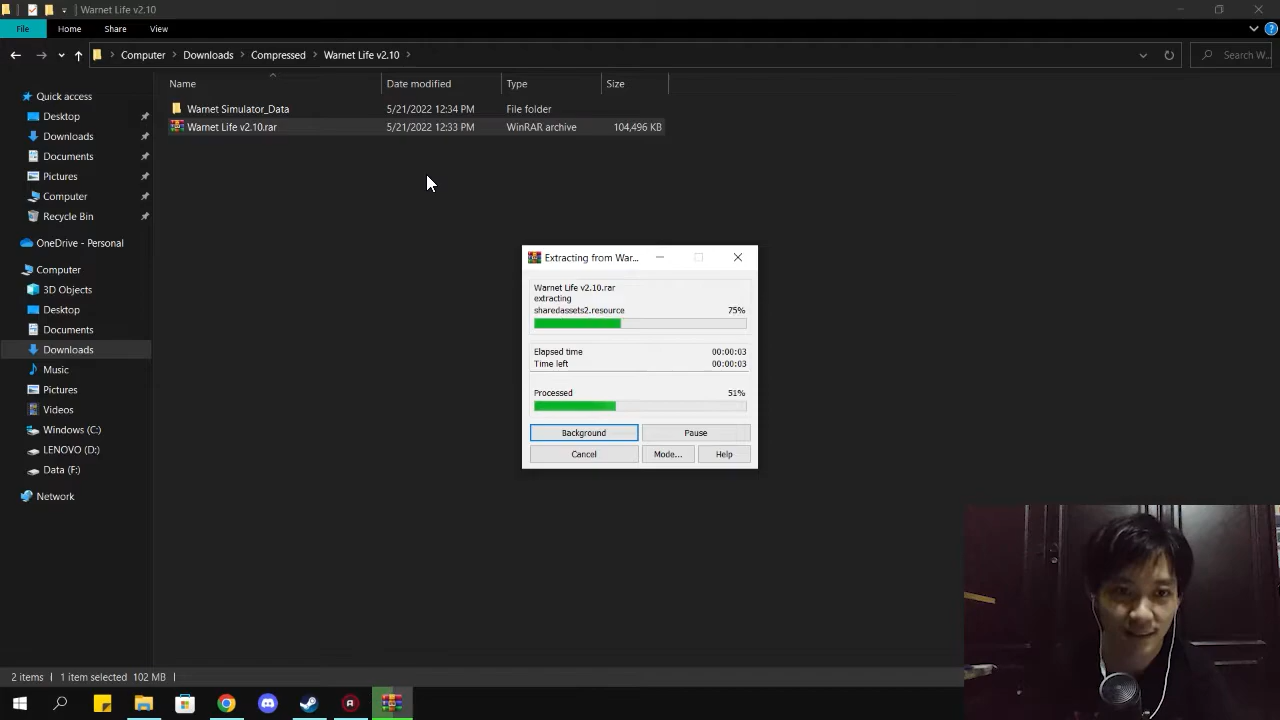 Warnet Life v2.10
File
Home
Share
View
Computer
Downloads
Compressed
Warnet Life v2.10
Search W...
Name
Date modified
Type
Size
Warnet Simulator_Data
5/21/2022 12:34 PM
File folder
Warnet Life v2.10.rar
5/21/2022 12:33 PM
WinRAR archive
104,496 KB
Quick access
Desktop
Downloads
Documents
Pictures
Computer
Recycle Bin
OneDrive - Personal
Computer
3D Objects
Desktop
Documents
Downloads
Music
Pictures
Videos
Windows (C:)
LENOVO (D:)
Data (F:)
Network
Extracting from War...
Warnet Life v2.10.rar
extracting
sharedassets2.resource 75%
Elapsed time 00:00:03
Time left 00:00:03
Processed 51%
Background
Pause
Cancel
Mode...
Help
2 items
1 item selected 102 MB